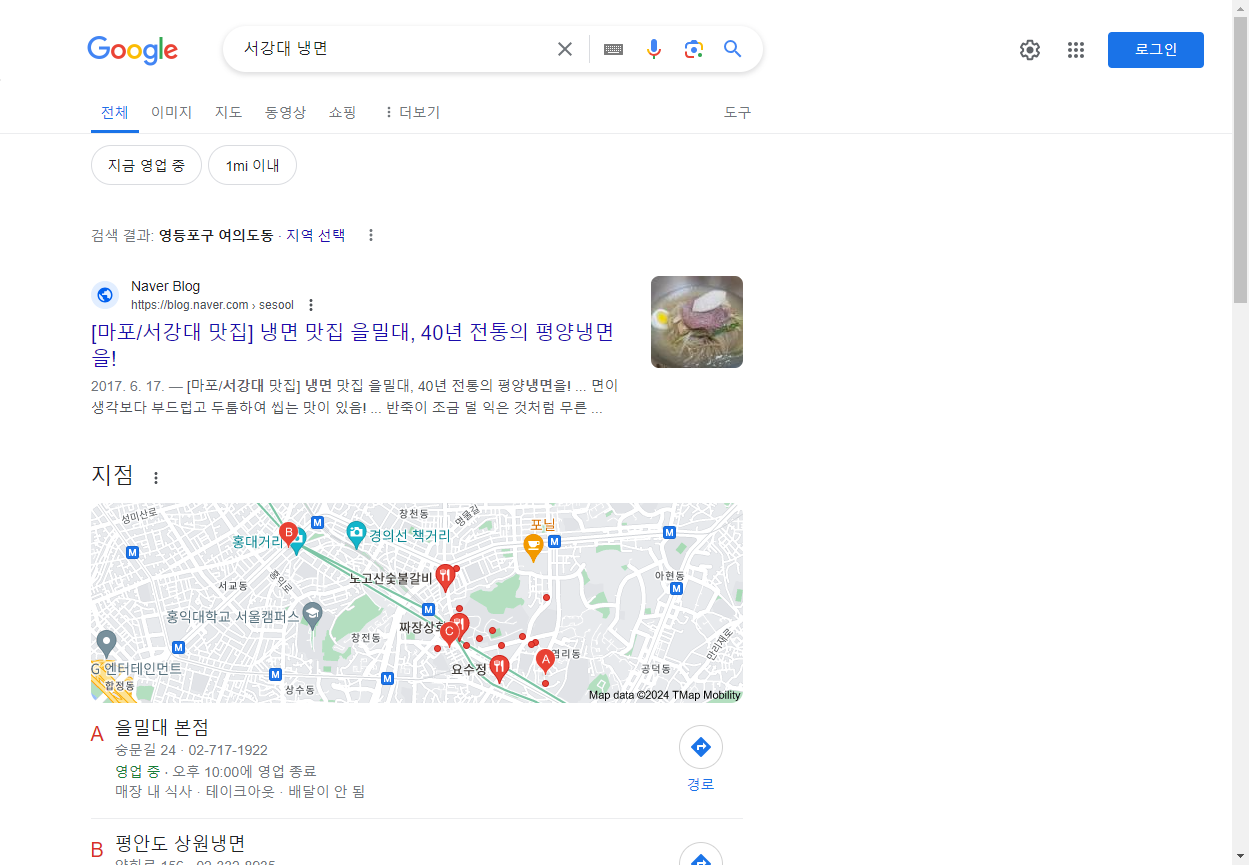 Google
서강대 냉면
로그인
전체 이미지 지도 동영상 쇼핑 더보기 도구
지금 영업 중 1mi 이내
검색 결과: 영등포구 여의도동 · 지역 선택
Naver Blog
https://blog.naver.com › sesool
[마포/서강대 맛집] 냉면 맛집 을밀대, 40년 전통의 평양냉면
을!
2017. 6. 17. — [마포/서강대 맛집] 냉면 맛집 을밀대, 40년 전통의 평양냉면을! ... 면이
생각보다 부드럽고 두툼하여 씹는 맛이 있음! ... 반죽이 조금 덜 익은 것처럼 무른 ...
지점
성미산로
창천동
명물길
포닐
M
B
홍대거리
경의선 책거리
M
M
M
노고산숯불갈비
아현동
M
서교동
홍익로
홍익대학교 서울캠퍼스
M
창전동
짜장상회
C
M
요수정
A
염리동
만리재로
G 엔터테인먼트
공덕동
합정동
M
상수동
M
Map data ©2024 TMap Mobility
A 을밀대 본점
숭문길 24 · 02-717-1922
영업 중 · 오후 10:00에 영업 종료
매장 내 식사 · 테이크아웃 · 배달이 안 됨
경로
B 평안도 상원냉면
양화로 156 · 02-332-8935